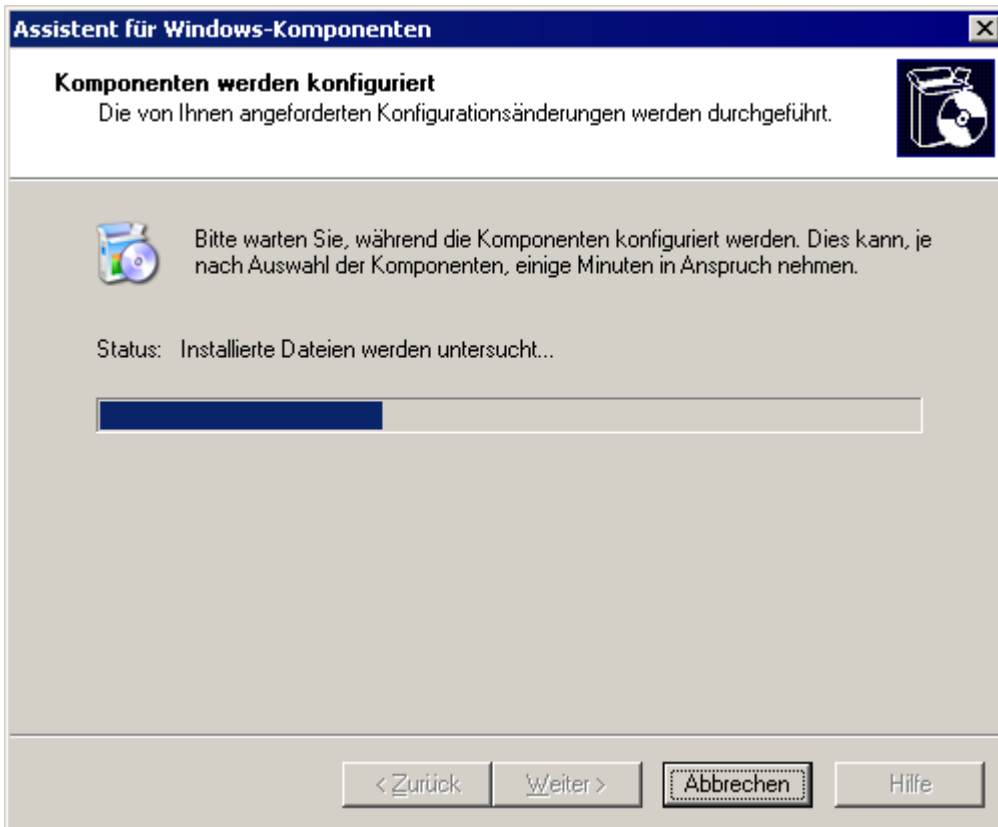 Assistent für Windows-Komponenten
Komponenten werden konfiguriert
Die von Ihnen angeforderten Konfigurationsänderungen werden durchgeführt.
Bitte warten Sie, während die Komponenten konfiguriert werden. Dies kann, je
nach Auswahl der Komponenten, einige Minuten in Anspruch nehmen.
Status: Installierte Dateien werden untersucht...
< Zurück Weiter > Abbrechen Hilfe